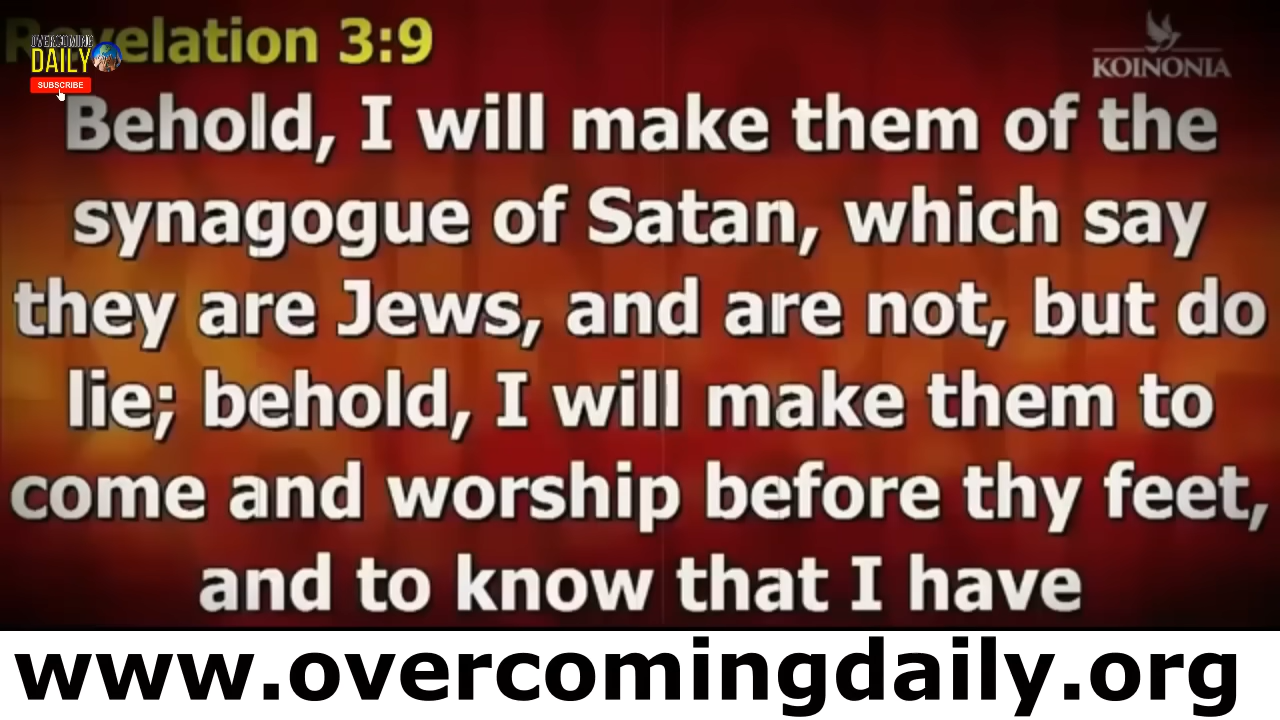 Revelation 3:9
OVERCOMING
DAILY
SUBSCRIBE
KOINONIA
Behold, I will make them of the
synagogue of Satan, which say
they are Jews, and are not, but do
lie; behold, I will make them to
come and worship before thy feet,
and to know that I have
www.overcomingdaily.org